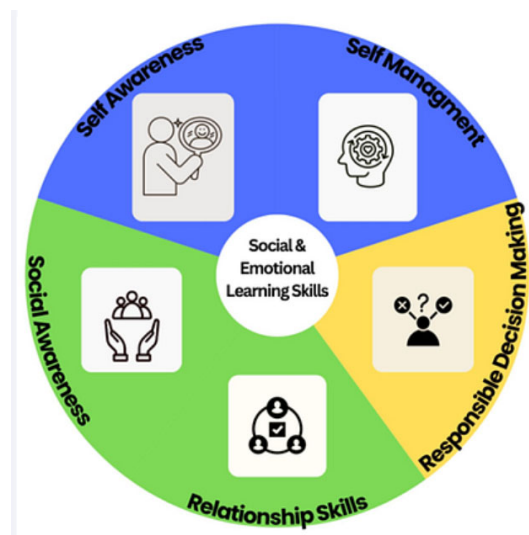 Self Awareness
Self Managment
Social &
Emotional
Learning Skills
Social Awareness
Responsible Decision Making
Relationship Skills